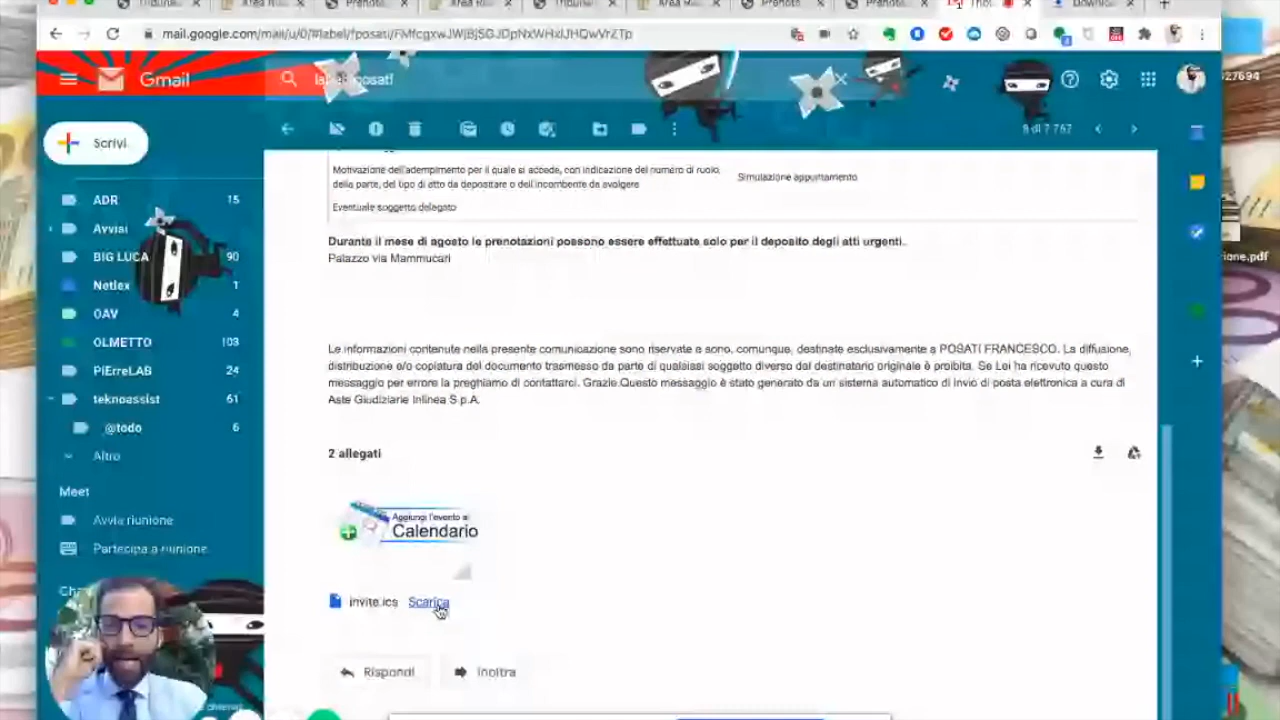 mail.google.com/mail/u/0/#label/fposati/
27694
Gmail
Scrivi
9 di 7.757
ADR 15
Avvisi
BIG LUCA 90
Netlex 1
OAV 4
OLMETTO 103
PiErreLAB 24
teknoassist 61
@todo 6
Altro
Meet
Avvia riunione
Partecipa a riunione
Motivazione dell'adempimento per il quale si accede, con indicazione del numero di ruolo,
della parte, del tipo di atto da depositare o dell'incombente da svolgere
Simulazione appuntamento
Eventuale soggetto delegato
Durante il mese di agosto le prenotazioni possono essere effettuate solo per il deposito degli atti urgenti.
Palazzo via Mammucari
ione.pdf
Le informazioni contenute nella presente comunicazione sono riservate e sono, comunque, destinate esclusivamente a POSATI FRANCESCO. La diffusione,
distribuzione e/o copiatura del documento trasmesso da parte di qualsiasi soggetto diverso dal destinatario originale è proibita. Se Lei ha ricevuto questo
messaggio per errore la preghiamo di contattarci. Grazie.Questo messaggio è stato generato da un sistema automatico di invio di posta elettronica a cura di
Aste Giudiziarie Inlinea S.p.A.
2 allegati
Aggiungi l'evento al
Calendario
invite.ics Scarica
Rispondi
Inoltra